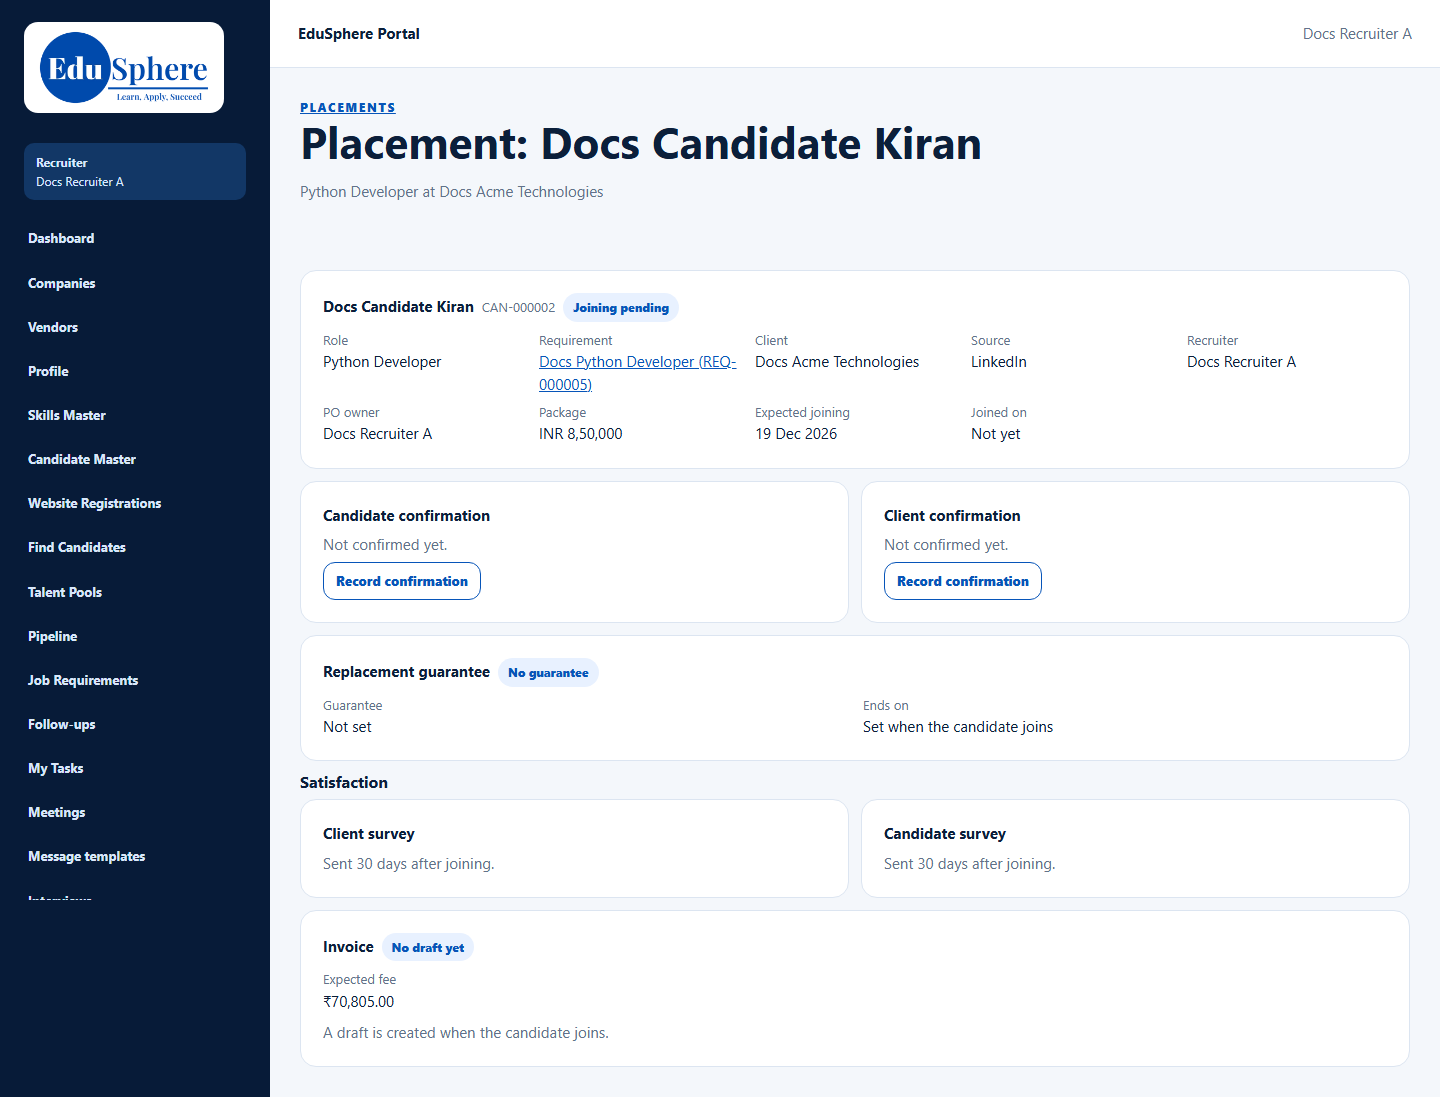 EduSphere
Learn. Apply, Succeed
Recruiter
Docs Recruiter A
Dashboard
Companies
Vendors
Profile
Skills Master
Candidate Master
Website Registrations
Find Candidates
Talent Pools
Pipeline
Job Requirements
Follow-ups
My Tasks
Meetings
Message templates
Interviews
EduSphere Portal
Docs Recruiter A
PLACEMENTS
Placement: Docs Candidate Kiran
Python Developer at Docs Acme Technologies
Docs Candidate Kiran CAN-000002 Joining pending
Role
Python Developer
Requirement
Docs Python Developer (REQ-
000005)
Client
Docs Acme Technologies
Source
LinkedIn
Recruiter
Docs Recruiter A
PO owner
Docs Recruiter A
Package
INR 8,50,000
Expected joining
19 Dec 2026
Joined on
Not yet
Candidate confirmation
Not confirmed yet.
Record confirmation
Client confirmation
Not confirmed yet.
Record confirmation
Replacement guarantee No guarantee
Guarantee
Not set
Ends on
Set when the candidate joins
Satisfaction
Client survey
Sent 30 days after joining.
Candidate survey
Sent 30 days after joining.
Invoice No draft yet
Expected fee
₹70,805.00
A draft is created when the candidate joins.